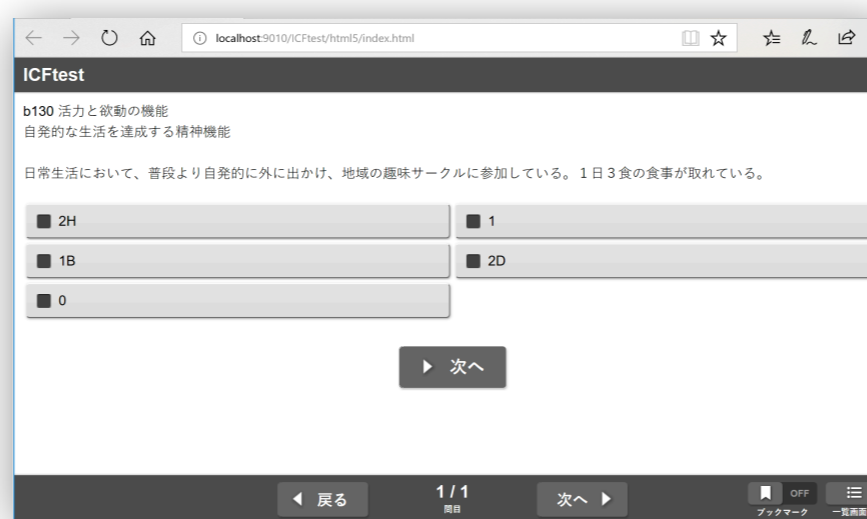 localhost:9010/ICFtest/html5/index.html
ICFtest
b130 活力と欲動の機能
自発的な生活を達成する精神機能
日常生活において、普段より自発的に外に出かけ、地域の趣味サークルに参加している。１日３食の食事が取れている。
2H
1
1B
2D
0
次へ
戻る
1 / 1
問目
次へ
OFF
ブックマーク
一覧画面